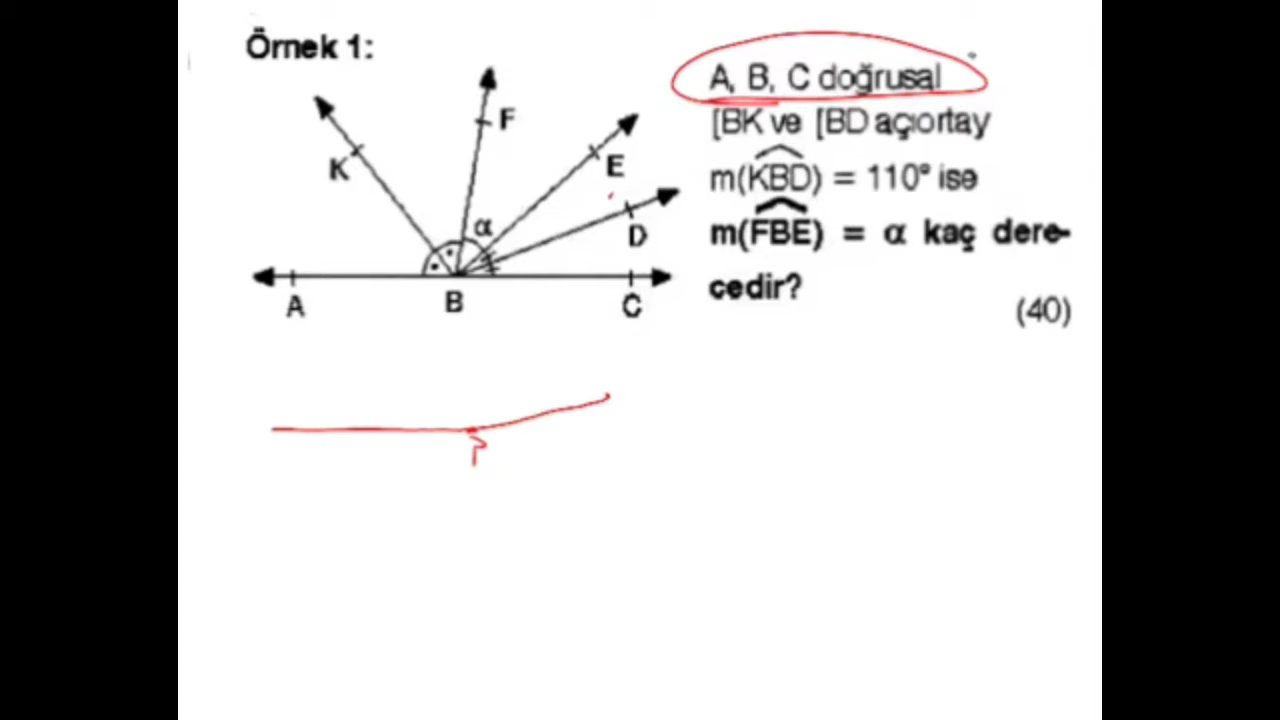 Örnek 1:
A, B, C doğrusal
[BK ve [BD açıortay
m(KBD) = 110° ise
m(FBE) = α kaç dere-
cedir?
(40)
K
F
E
D
α
A
B
C